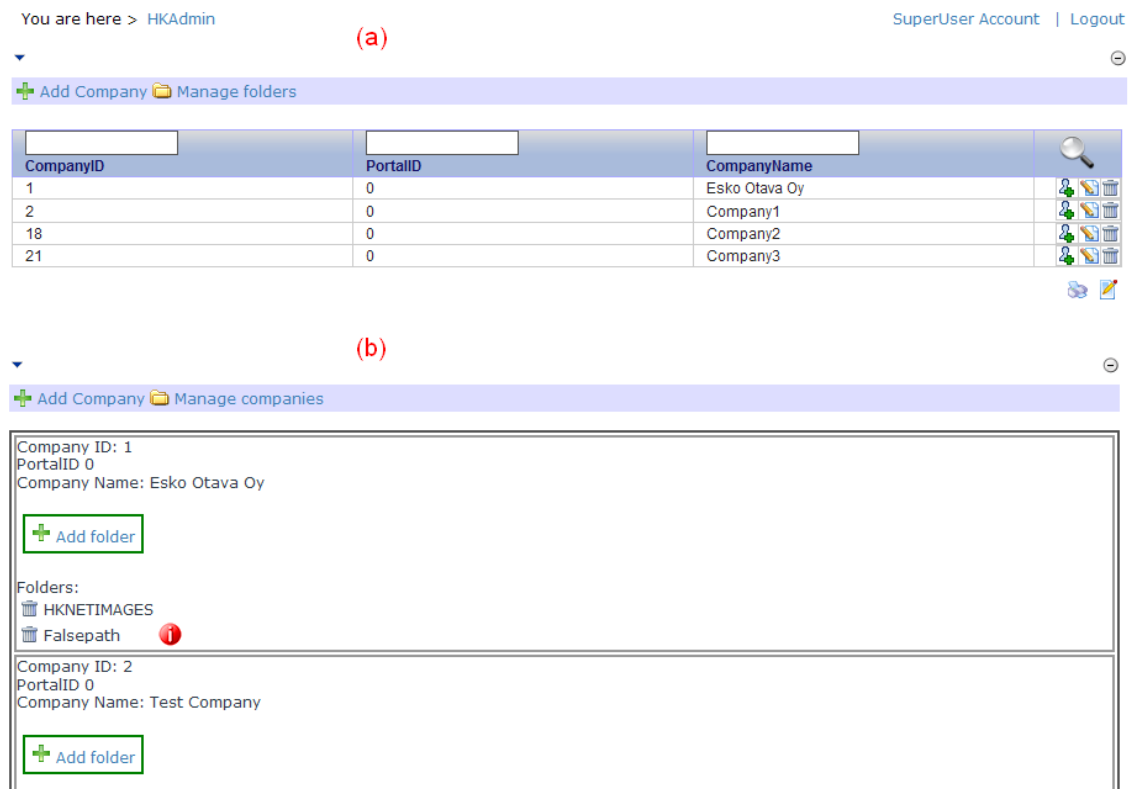 You are here > HKAdmin SuperUser Account | Logout
(a)
Add Company Manage folders
CompanyID PortalID CompanyName
1 0 Esko Otava Oy
2 0 Company1
18 0 Company2
21 0 Company3
(b)
Add Company Manage companies
Company ID: 1
PortalID 0
Company Name: Esko Otava Oy
Add folder
Folders:
HKNETIMAGES
Falsepath
Company ID: 2
PortalID 0
Company Name: Test Company
Add folder